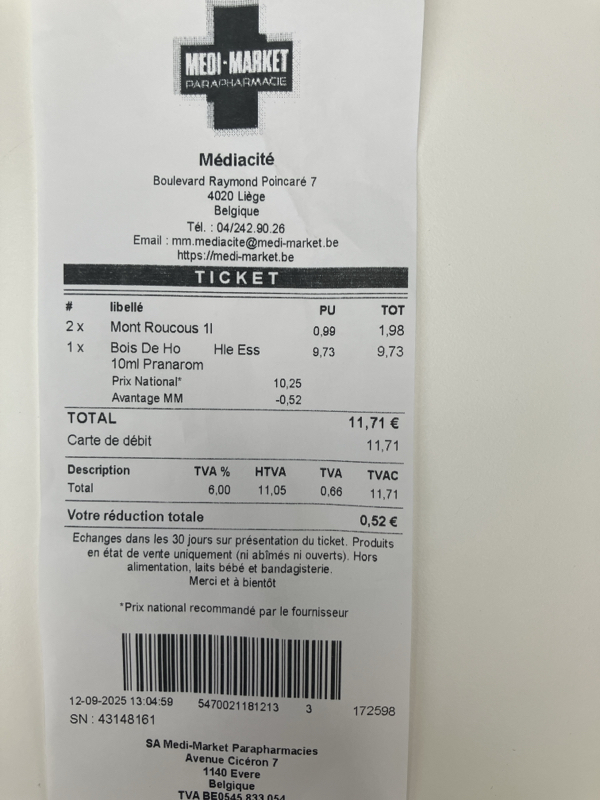 MEDI-MARKET
PARAPHARMACIE
Médiacité
Boulevard Raymond Poincaré 7
4020 Liège
Belgique
Tél. : 04/242.90.26
Email : mm.mediacite@medi-market.be
https://medi-market.be
TICKET
# libellé PU TOT
2 x Mont Roucous 1l 0,99 1,98
1 x Bois De Ho Hle Ess 9,73 9,73
10ml Pranarom
Prix National* 10,25
Avantage MM -0,52
TOTAL 11,71 €
Carte de débit 11,71
Description TVA % HTVA TVA TVAC
Total 6,00 11,05 0,66 11,71
Votre réduction totale 0,52 €
Echanges dans les 30 jours sur présentation du ticket. Produits
en état de vente uniquement (ni abîmés ni ouverts). Hors
alimentation, laits bébé et bandagisterie.
Merci et à bientôt
*Prix national recommandé par le fournisseur
12-09-2025 13:04:59 5470021181213 3 172598
SN : 43148161
SA Medi-Market Parapharmacies
Avenue Cicéron 7
1140 Evere
Belgique
TVA BE0545.833.054